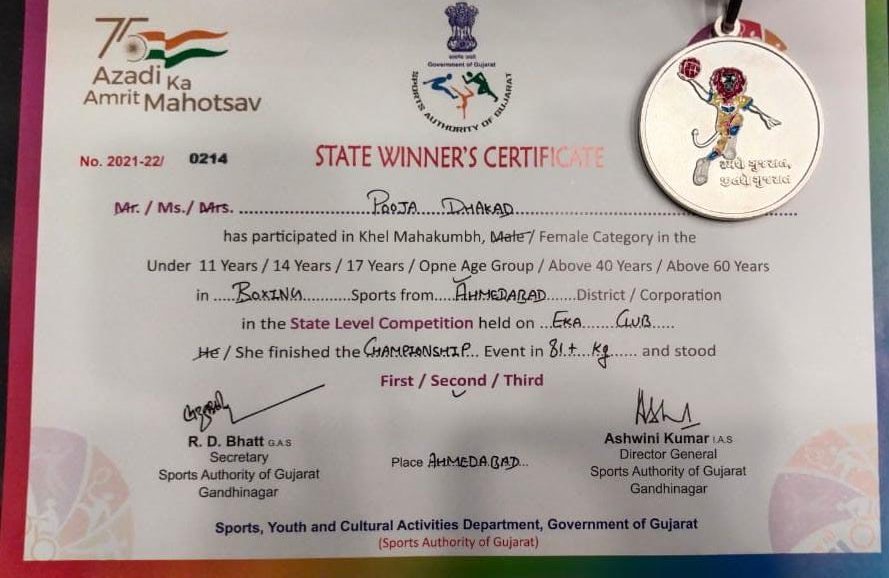 75
Azadi Ka
Amrit Mahotsav
Government of Gujarat
SPORTS AUTHORITY OF GUJARAT
No. 2021-22/ 0214
STATE WINNER'S CERTIFICATE
રમશે ગુજરાત,
જીતશે ગુજરાત
Mr. / Ms./ Mrs. POOJA DHAKAD
has participated in Khel Mahakumbh, Male / Female Category in the
Under 11 Years / 14 Years / 17 Years / Opne Age Group / Above 40 Years / Above 60 Years
in BOXING Sports from AHMEDABAD District / Corporation
in the State Level Competition held on EKA CLUB
He / She finished the CHAMPIONSHIP Event in 81+ Kg and stood
First / Second / Third
R. D. Bhatt G.A.S
Secretary
Sports Authority of Gujarat
Gandhinagar
Place AHMEDABAD
Ashwini Kumar I.A.S
Director General
Sports Authority of Gujarat
Gandhinagar
Sports, Youth and Cultural Activities Department, Government of Gujarat
(Sports Authority of Gujarat)